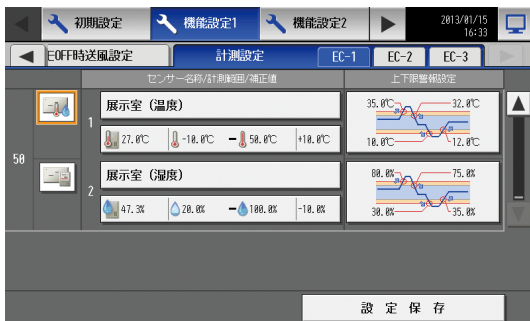 初期設定 機能設定1 機能設定2 2013/01/15
16:33
EOFF時送風設定 計測設定 EC-1 EC-2 EC-3
センサー名称/計測範囲/補正値 上下限警報設定
50
1
展示室（温度）
27.0℃ -10.0℃ - 50.0℃ +10.0℃
35.0℃ 32.0℃
10.0℃ 12.0℃
2
展示室（湿度）
47.3% 20.0% - 100.0% -10.0%
80.0% 75.0%
30.0% 35.0%
設定保存